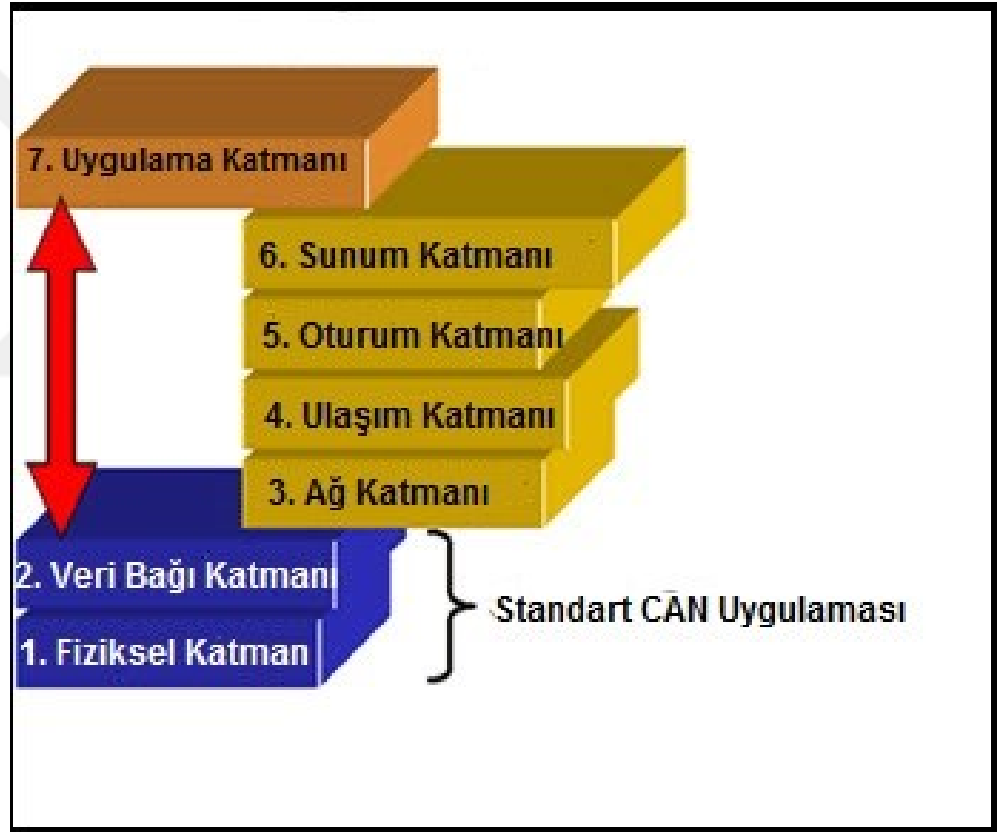 7. Uygulama Katmanı
6. Sunum Katmanı
5. Oturum Katmanı
4. Ulaşım Katmanı
3. Ağ Katmanı
2. Veri Bağı Katmanı
Standart CAN Uygulaması
1. Fiziksel Katman